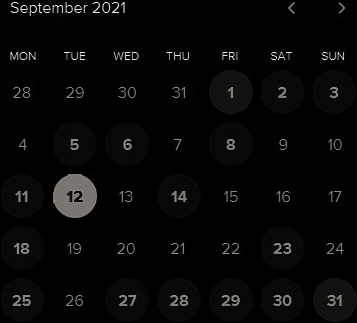 September 2021
MON TUE WED THU FRI SAT SUN
28 29 30 31 1 2 3
4 5 6 7 8 9 10
11 12 13 14 15 16 17
18 19 20 21 22 23 24
25 26 27 28 29 30 31